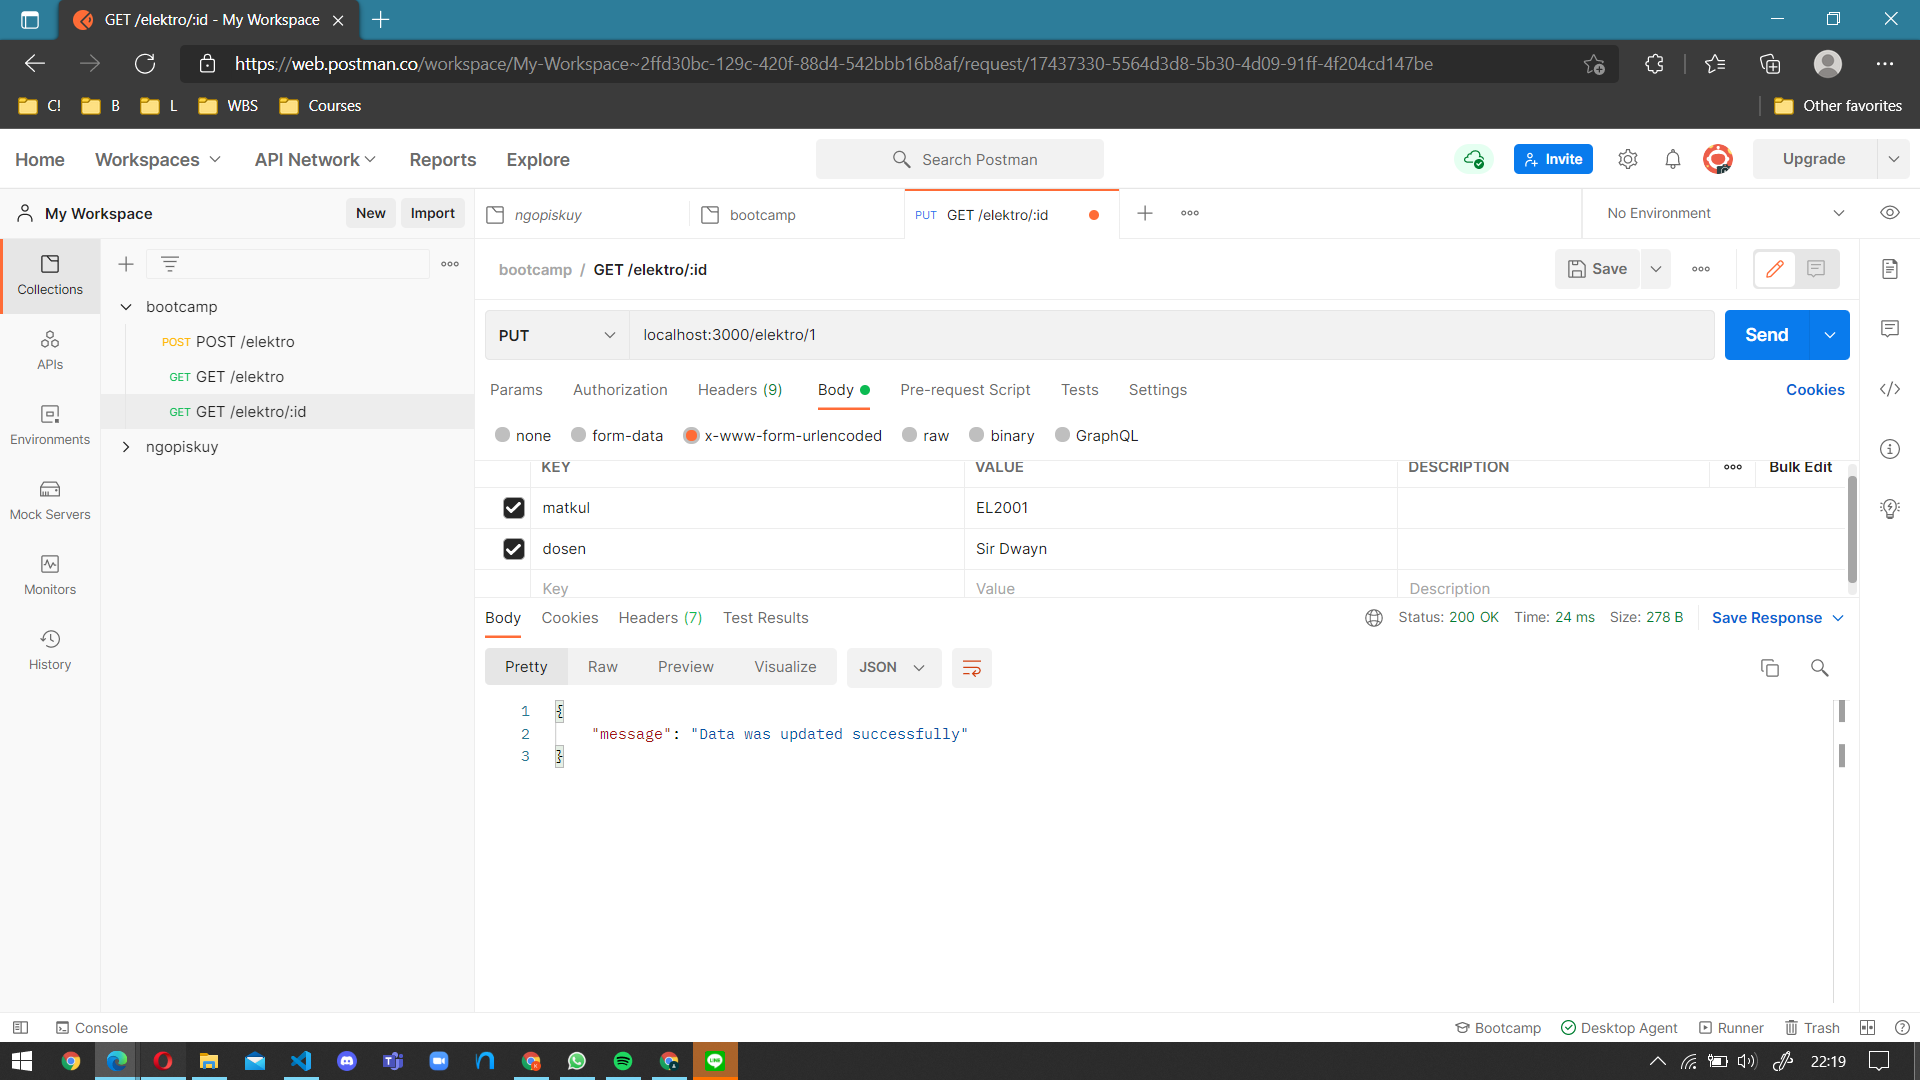 GET /elektro/:id - My Workspace
https://web.postman.co/workspace/My-Workspace~2ffd30bc-129c-420f-88d4-542bbb16b8af/request/17437330-5564d3d8-5b30-4d09-91ff-4f204cd147be
C! B L WBS Courses Other favorites
Home Workspaces API Network Reports Explore Search Postman Invite Upgrade
My Workspace New Import ngopiskuy bootcamp PUT GET /elektro/:id No Environment
Collections
APIs
Environments
Mock Servers
Monitors
History
bootcamp
POST POST /elektro
GET GET /elektro
GET GET /elektro/:id
ngopiskuy
bootcamp / GET /elektro/:id Save
PUT localhost:3000/elektro/1 Send
Params Authorization Headers (9) Body Pre-request Script Tests Settings Cookies
none form-data x-www-form-urlencoded raw binary GraphQL
KEY VALUE DESCRIPTION Bulk Edit
matkul EL2001
dosen Sir Dwayn
Key Value Description
Body Cookies Headers (7) Test Results Status: 200 OK Time: 24 ms Size: 278 B Save Response
Pretty Raw Preview Visualize JSON
1 {
2 "message": "Data was updated successfully"
3 }
Console Bootcamp Desktop Agent Runner Trash
22:19